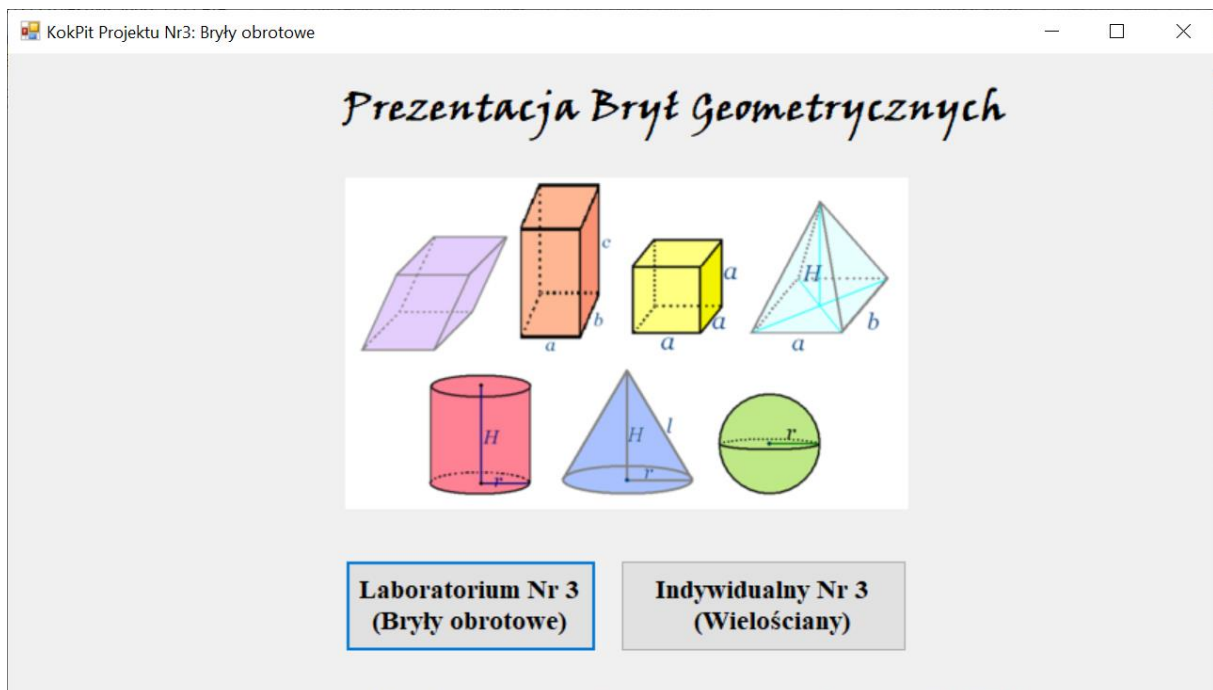 KokPit Projektu Nr3: Bryły obrotowe
Prezentacja Brył Geometrycznych
c
b
a
a
a
a
H
b
a
H
r
H
l
r
r
Laboratorium Nr 3
(Bryły obrotowe)
Indywidualny Nr 3
(Wielościany)